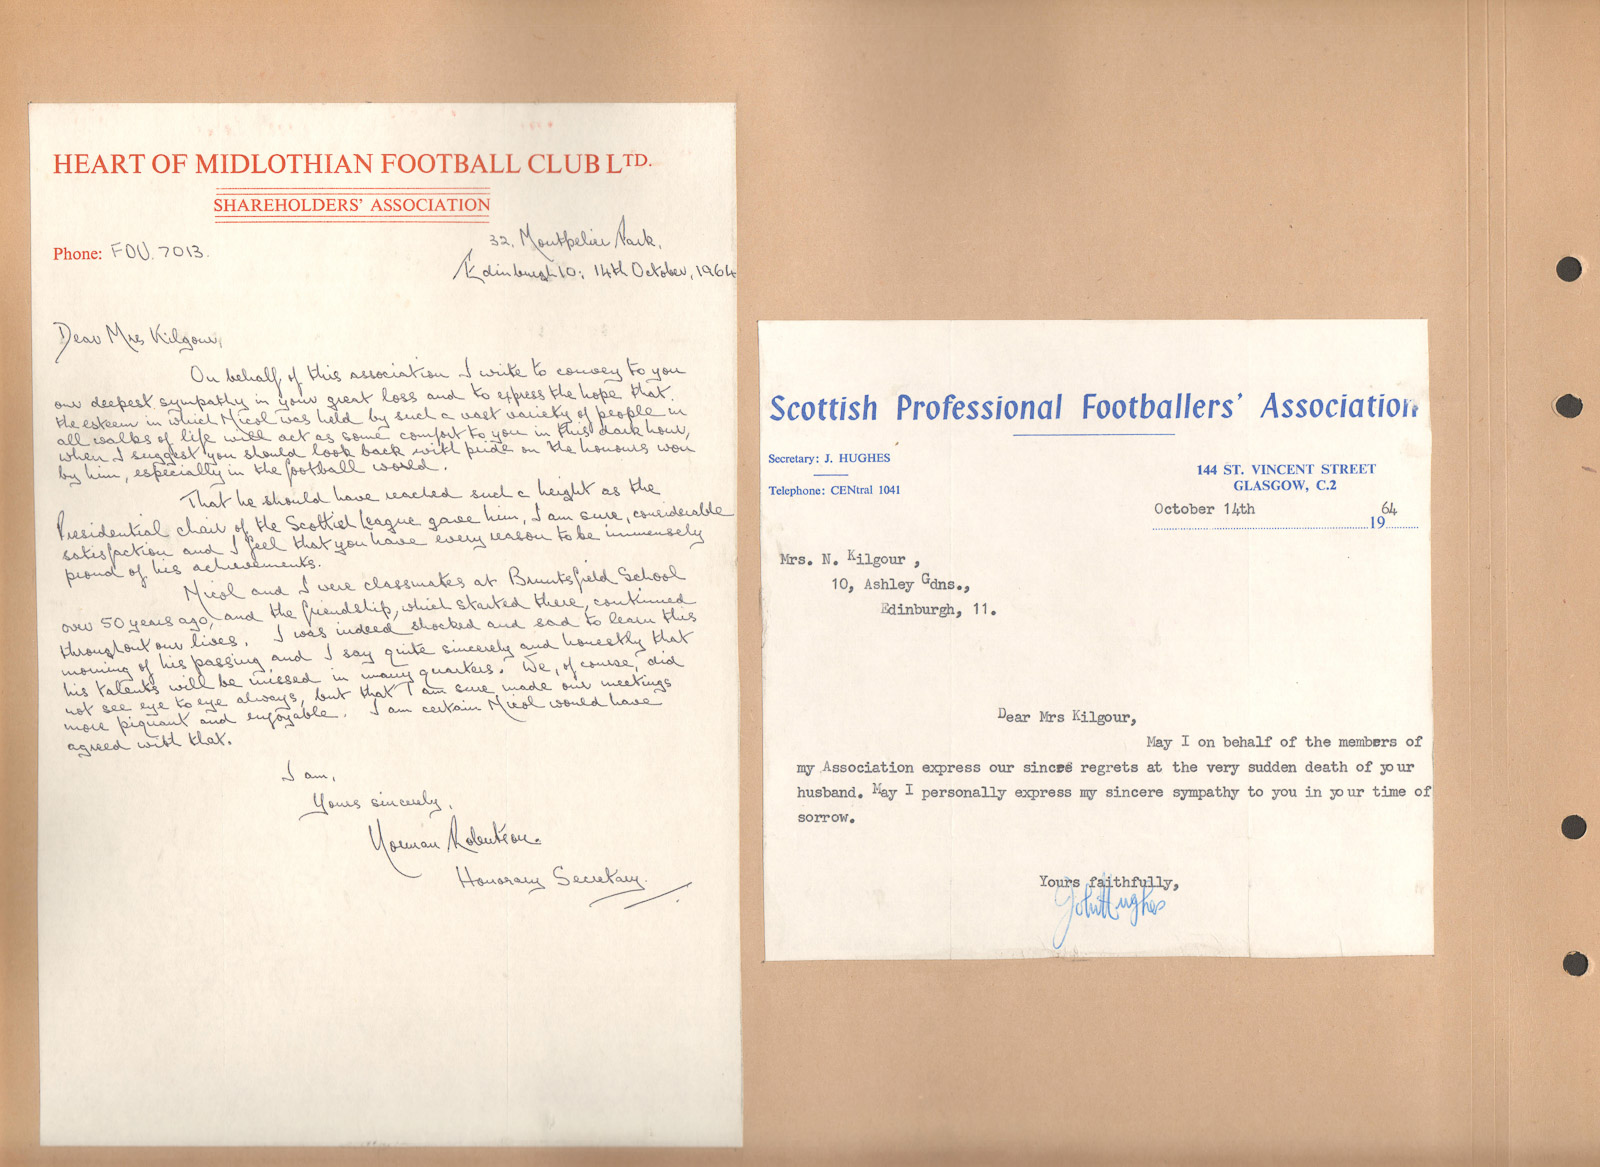 HEART OF MIDLOTHIAN FOOTBALL CLUB LTD.
SHAREHOLDERS' ASSOCIATION
Phone: FOU. 7013.
32, Montpelier Park,
Edinburgh 10: 14th October, 1964
Dear Mrs Kilgour,
On behalf of this association I write to convey to you
our deepest sympathy in your great loss and to express the hope that
the esteem in which Nicol was held by such a vast variety of people in
all walks of life will act as some comfort to you in this dark hour,
when I suggest you should look back with pride on the honours won
by him, especially in the football world.
That he should have reached such a height as the
Presidential chair of the Scottish League gave him, I am sure, considerable
satisfaction and I feel that you have every reason to be immensely
proud of his achievements.
Nicol and I were classmates at Bruntsfield School
over 50 years ago, and the friendship, which started there, continued
throughout our lives. I was indeed shocked and sad to learn this
morning of his passing and I say quite sincerely and honestly that
his talents will be missed in many quarters. We, of course, did
not see eye to eye always, but that I am sure made our meetings
more piquant and enjoyable. I am certain Nicol would have
agreed with that.
I am,
Yours sincerely,
Norman Robertson.
Honorary Secretary.
Scottish Professional Footballers' Association
Secretary: J. HUGHES
Telephone: CENtral 1041
144 ST. VINCENT STREET
GLASGOW, C.2
October 14th 1964
Mrs. N. Kilgour ,
10, Ashley Gdns.,
Edinburgh, 11.
Dear Mrs Kilgour,
May I on behalf of the members of
my Association express our sincere regrets at the very sudden death of your
husband. May I personally express my sincere sympathy to you in your time of
sorrow.
Yours faithfully,
John Hughes